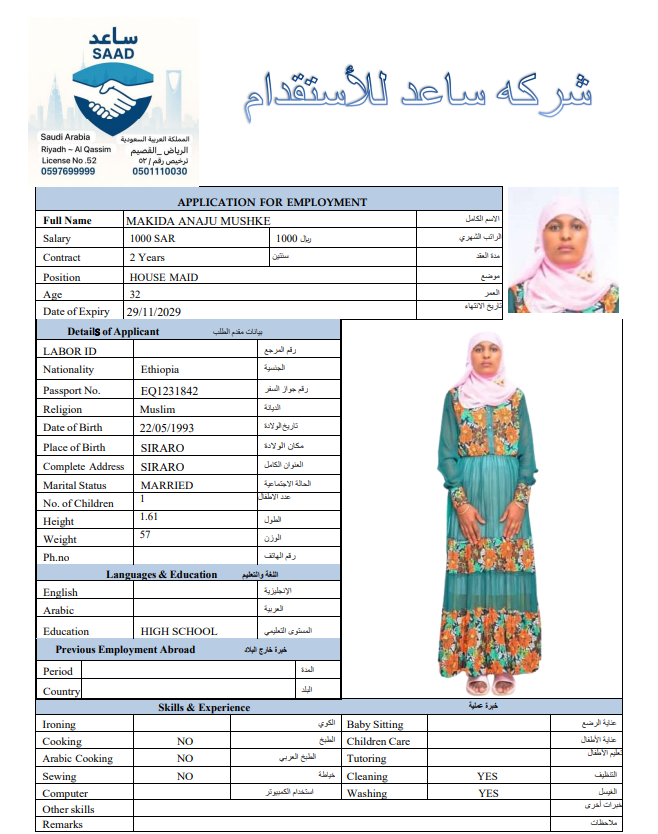 ساعد
SAAD
Saudi Arabia المملكة العربية السعودية
Riyadh ~ Al Qassim الرياض _القصيم
License No .52 ترخيص رقم / ٥٢
0597699999 0501110030
شركه ساعد للأستقدام
APPLICATION FOR EMPLOYMENT
Full Name MAKIDA ANAJU MUSHKE الاسم الكامل
Salary 1000 SAR 1000 ريال الراتب الشهري
Contract 2 Years سنتين مدة العقد
Position HOUSE MAID موضع
Age 32 العمر
Date of Expiry 29/11/2029 تاريخ الانتهاء
Details of Applicant بيانات مقدم الطلب
LABOR ID رقم المرجع
Nationality Ethiopia الجنسية
Passport No. EQ1231842 رقم جواز السفر
Religion Muslim الديانة
Date of Birth 22/05/1993 تاريخ الولادة
Place of Birth SIRARO مكان الولادة
Complete Address SIRARO العنوان الكامل
Marital Status MARRIED الحالة الاجتماعية
No. of Children 1 عدد الاطفال
Height 1.61 الطول
Weight 57 الوزن
Ph.no رقم الهاتف
Languages & Education اللغة والتعليم
English الإنجليزية
Arabic العربية
Education HIGH SCHOOL المستوى التعليمي
Previous Employment Abroad خبرة خارج البلاد
Period المدة
Country البلد
Skills & Experience خبرة عملية
Ironing الكوي Baby Sitting عناية الرضع
Cooking NO الطبخ Children Care عناية الأطفال
Arabic Cooking NO الطبخ العربي Tutoring تعليم الأطفال
Sewing NO خياطة Cleaning YES التنظيف
Computer استخدام الكمبيوتر Washing YES الغيسل
Other skills خبرات أخرى
Remarks ملاحظات